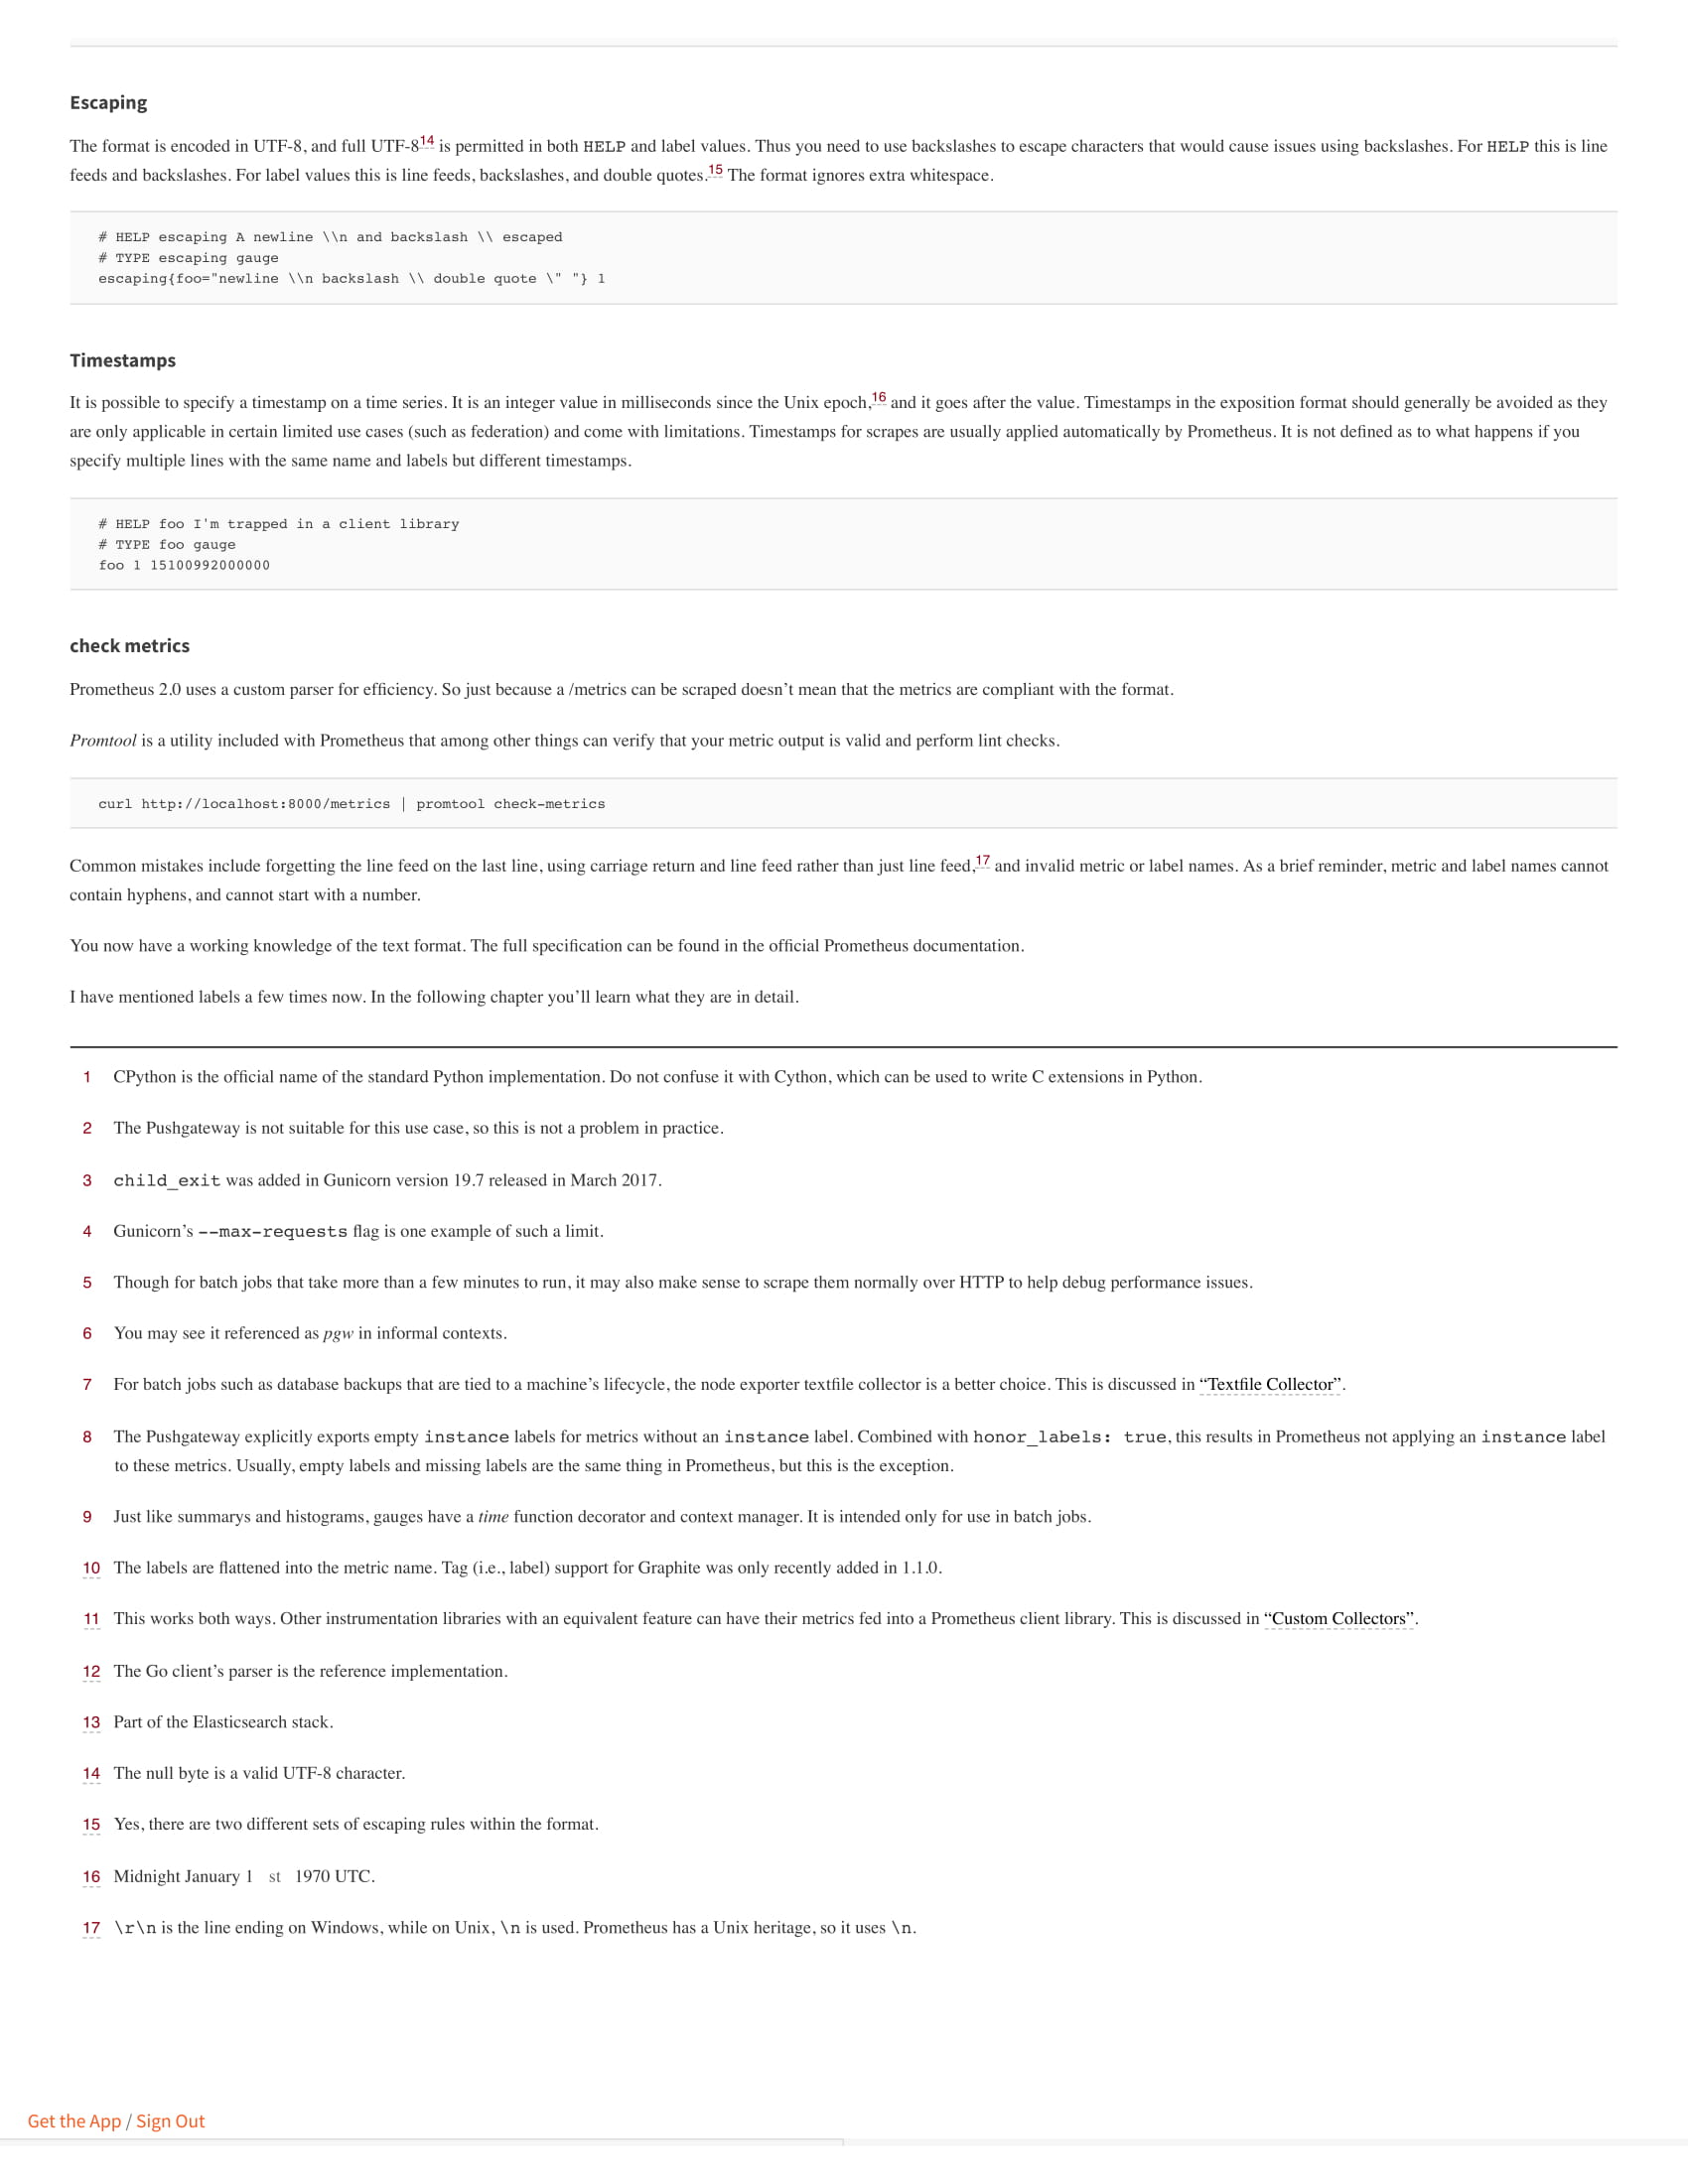 Escaping
The format is encoded in UTF-8, and full UTF-814 is permitted in both HELP and label values. Thus you need to use backslashes to escape characters that would cause issues using backslashes. For HELP this is line
feeds and backslashes. For label values this is line feeds, backslashes, and double quotes.15 The format ignores extra whitespace.
# HELP escaping A newline \\n and backslash \\ escaped
# TYPE escaping gauge
escaping{foo="newline \\n backslash \\ double quote \" "} 1
Timestamps
It is possible to specify a timestamp on a time series. It is an integer value in milliseconds since the Unix epoch,16 and it goes after the value. Timestamps in the exposition format should generally be avoided as they
are only applicable in certain limited use cases (such as federation) and come with limitations. Timestamps for scrapes are usually applied automatically by Prometheus. It is not defined as to what happens if you
specify multiple lines with the same name and labels but different timestamps.
# HELP foo I'm trapped in a client library
# TYPE foo gauge
foo 1 15100992000000
check metrics
Prometheus 2.0 uses a custom parser for efficiency. So just because a /metrics can be scraped doesn’t mean that the metrics are compliant with the format.
Promtool is a utility included with Prometheus that among other things can verify that your metric output is valid and perform lint checks.
curl http://localhost:8000/metrics | promtool check-metrics
Common mistakes include forgetting the line feed on the last line, using carriage return and line feed rather than just line feed,17 and invalid metric or label names. As a brief reminder, metric and label names cannot
contain hyphens, and cannot start with a number.
You now have a working knowledge of the text format. The full specification can be found in the official Prometheus documentation.
I have mentioned labels a few times now. In the following chapter you’ll learn what they are in detail.
1 CPython is the official name of the standard Python implementation. Do not confuse it with Cython, which can be used to write C extensions in Python.
2 The Pushgateway is not suitable for this use case, so this is not a problem in practice.
3 child_exit was added in Gunicorn version 19.7 released in March 2017.
4 Gunicorn’s --max-requests flag is one example of such a limit.
5 Though for batch jobs that take more than a few minutes to run, it may also make sense to scrape them normally over HTTP to help debug performance issues.
6 You may see it referenced as pgw in informal contexts.
7 For batch jobs such as database backups that are tied to a machine’s lifecycle, the node exporter textfile collector is a better choice. This is discussed in “Textfile Collector”.
8 The Pushgateway explicitly exports empty instance labels for metrics without an instance label. Combined with honor_labels: true, this results in Prometheus not applying an instance label
to these metrics. Usually, empty labels and missing labels are the same thing in Prometheus, but this is the exception.
9 Just like summarys and histograms, gauges have a time function decorator and context manager. It is intended only for use in batch jobs.
10 The labels are flattened into the metric name. Tag (i.e., label) support for Graphite was only recently added in 1.1.0.
11 This works both ways. Other instrumentation libraries with an equivalent feature can have their metrics fed into a Prometheus client library. This is discussed in “Custom Collectors”.
12 The Go client’s parser is the reference implementation.
13 Part of the Elasticsearch stack.
14 The null byte is a valid UTF-8 character.
15 Yes, there are two different sets of escaping rules within the format.
16 Midnight January 1 st 1970 UTC.
17 \r\n is the line ending on Windows, while on Unix, \n is used. Prometheus has a Unix heritage, so it uses \n.
Get the App / Sign Out